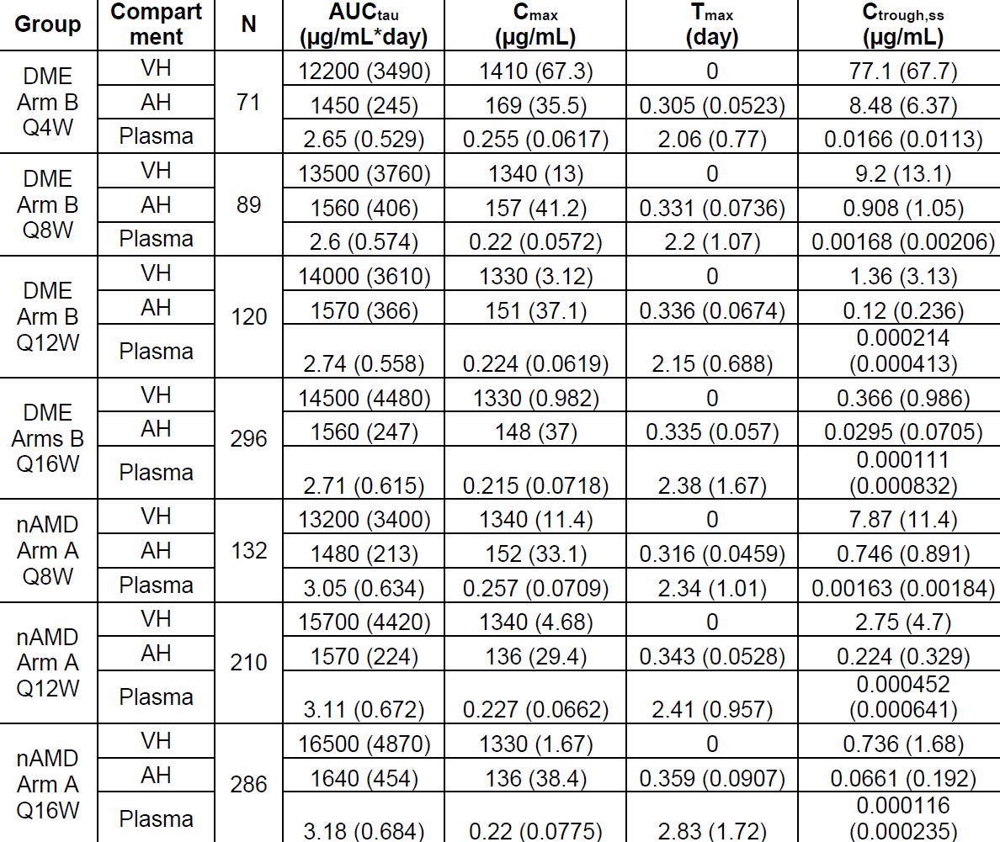 Group Compart ment N AUCtau (µg/mL*day) Cmax (µg/mL) Tmax (day) Ctrough,ss (µg/mL)
DME Arm B Q4W VH 71 12200 (3490) 1410 (67.3) 0 77.1 (67.7)
AH 1450 (245) 169 (35.5) 0.305 (0.0523) 8.48 (6.37)
Plasma 2.65 (0.529) 0.255 (0.0617) 2.06 (0.77) 0.0166 (0.0113)
DME Arm B Q8W VH 89 13500 (3760) 1340 (13) 0 9.2 (13.1)
AH 1560 (406) 157 (41.2) 0.331 (0.0736) 0.908 (1.05)
Plasma 2.6 (0.574) 0.22 (0.0572) 2.2 (1.07) 0.00168 (0.00206)
DME Arm B Q12W VH 120 14000 (3610) 1330 (3.12) 0 1.36 (3.13)
AH 1570 (366) 151 (37.1) 0.336 (0.0674) 0.12 (0.236)
Plasma 2.74 (0.558) 0.224 (0.0619) 2.15 (0.688) 0.000214 (0.000413)
DME Arms B Q16W VH 296 14500 (4480) 1330 (0.982) 0 0.366 (0.986)
AH 1560 (247) 148 (37) 0.335 (0.057) 0.0295 (0.0705)
Plasma 2.71 (0.615) 0.215 (0.0718) 2.38 (1.67) 0.000111 (0.000832)
nAMD Arm A Q8W VH 132 13200 (3400) 1340 (11.4) 0 7.87 (11.4)
AH 1480 (213) 152 (33.1) 0.316 (0.0459) 0.746 (0.891)
Plasma 3.05 (0.634) 0.257 (0.0709) 2.34 (1.01) 0.00163 (0.00184)
nAMD Arm A Q12W VH 210 15700 (4420) 1340 (4.68) 0 2.75 (4.7)
AH 1570 (224) 136 (29.4) 0.343 (0.0528) 0.224 (0.329)
Plasma 3.11 (0.672) 0.227 (0.0662) 2.41 (0.957) 0.000452 (0.000641)
nAMD Arm A Q16W VH 286 16500 (4870) 1330 (1.67) 0 0.736 (1.68)
AH 1640 (454) 136 (38.4) 0.359 (0.0907) 0.0661 (0.192)
Plasma 3.18 (0.684) 0.22 (0.0775) 2.83 (1.72) 0.000116 (0.000235)